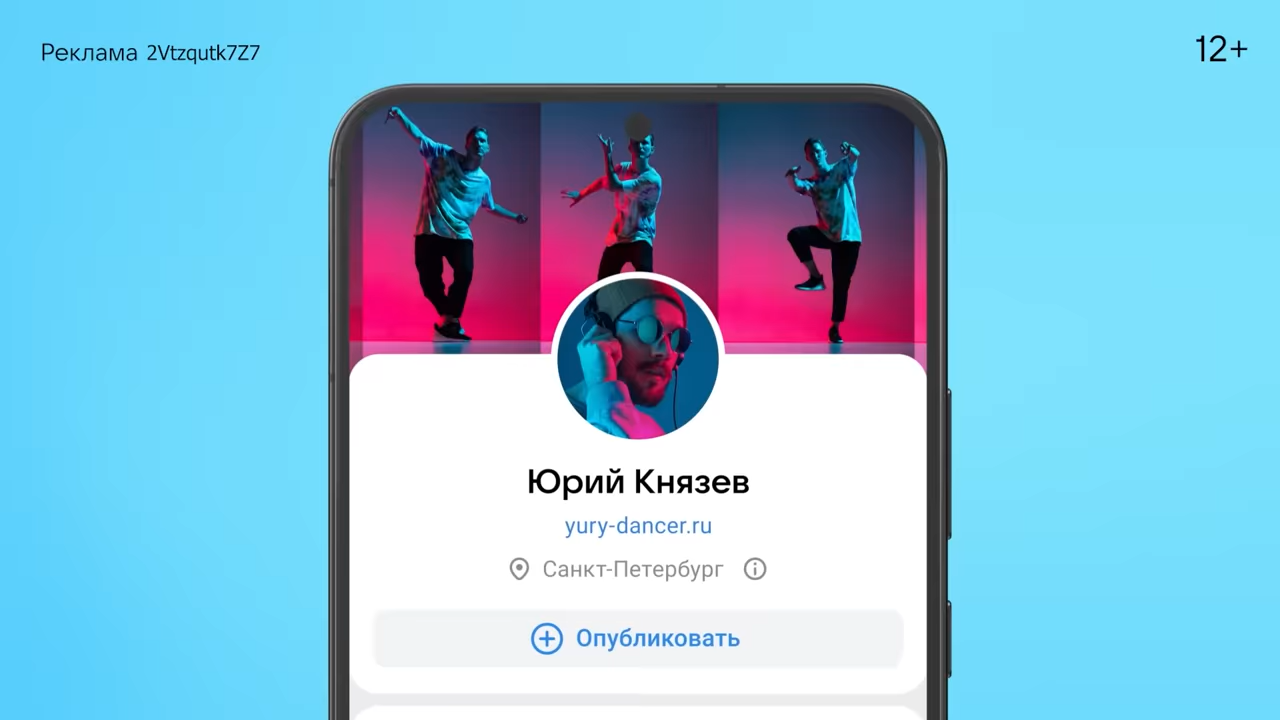 Реклама 2Vtzqutk7Z7
12+
Юрий Князев
yury-dancer.ru
Санкт-Петербург
Опубликовать